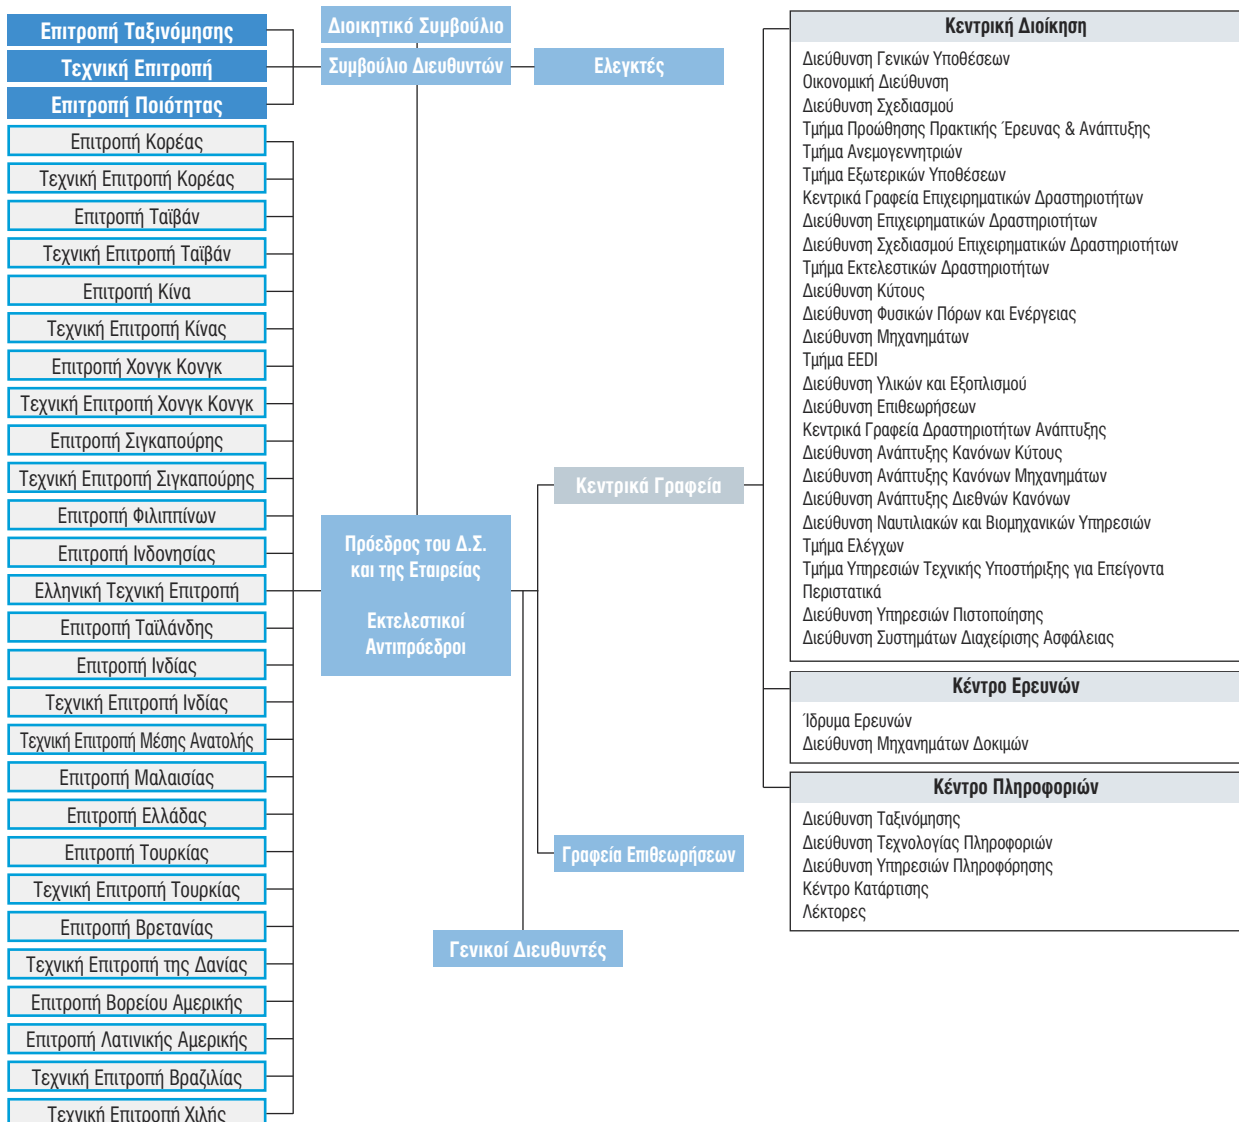 Επιτροπή Ταξινόμησης
Τεχνική Επιτροπή
Επιτροπή Ποιότητας
Επιτροπή Κορέας
Τεχνική Επιτροπή Κορέας
Επιτροπή Ταϊβάν
Τεχνική Επιτροπή Ταϊβάν
Επιτροπή Κίνα
Τεχνική Επιτροπή Κίνας
Επιτροπή Χονγκ Κονγκ
Τεχνική Επιτροπή Χονγκ Κονγκ
Επιτροπή Σιγκαπούρης
Τεχνική Επιτροπή Σιγκαπούρης
Επιτροπή Φιλιππίνων
Επιτροπή Ινδονησίας
Ελληνική Τεχνική Επιτροπή
Επιτροπή Ταϊλάνδης
Επιτροπή Ινδίας
Τεχνική Επιτροπή Ινδίας
Τεχνική Επιτροπή Μέσης Ανατολής
Επιτροπή Μαλαισίας
Επιτροπή Ελλάδας
Επιτροπή Τουρκίας
Τεχνική Επιτροπή Τουρκίας
Επιτροπή Βρετανίας
Τεχνική Επιτροπή της Δανίας
Επιτροπή Βορείου Αμερικής
Επιτροπή Λατινικής Αμερικής
Τεχνική Επιτροπή Βραζιλίας
Τεχνική Επιτροπή Χιλής
Διοικητικό Συμβούλιο
Συμβούλιο Διευθυντών
Ελεγκτές
Πρόεδρος του Δ.Σ.
και της Εταιρείας
Εκτελεστικοί
Αντιπρόεδροι
Κεντρικά Γραφεία
Γραφεία Επιθεωρήσεων
Γενικοί Διευθυντές
Κεντρική Διοίκηση
Διεύθυνση Γενικών Υποθέσεων
Οικονομική Διεύθυνση
Διεύθυνση Σχεδιασμού
Τμήμα Προώθησης Πρακτικής Έρευνας & Ανάπτυξης
Τμήμα Ανεμογεννητριών
Τμήμα Εξωτερικών Υποθέσεων
Κεντρικά Γραφεία Επιχειρηματικών Δραστηριοτήτων
Διεύθυνση Επιχειρηματικών Δραστηριοτήτων
Διεύθυνση Σχεδιασμού Επιχειρηματικών Δραστηριοτήτων
Τμήμα Εκτελεστικών Δραστηριοτήτων
Διεύθυνση Κύτους
Διεύθυνση Φυσικών Πόρων και Ενέργειας
Διεύθυνση Μηχανημάτων
Τμήμα EEDI
Διεύθυνση Υλικών και Εξοπλισμού
Διεύθυνση Επιθεωρήσεων
Κεντρικά Γραφεία Δραστηριοτήτων Ανάπτυξης
Διεύθυνση Ανάπτυξης Κανόνων Κύτους
Διεύθυνση Ανάπτυξης Κανόνων Μηχανημάτων
Διεύθυνση Ανάπτυξης Διεθνών Κανόνων
Διεύθυνση Ναυτιλιακών και Βιομηχανικών Υπηρεσιών
Τμήμα Ελέγχων
Τμήμα Υπηρεσιών Τεχνικής Υποστήριξης για Επείγοντα
Περιστατικά
Διεύθυνση Υπηρεσιών Πιστοποίησης
Διεύθυνση Συστημάτων Διαχείρισης Ασφάλειας
Κέντρο Ερευνών
Ίδρυμα Ερευνών
Διεύθυνση Μηχανημάτων Δοκιμών
Κέντρο Πληροφοριών
Διεύθυνση Ταξινόμησης
Διεύθυνση Τεχνολογίας Πληροφοριών
Διεύθυνση Υπηρεσιών Πληροφόρησης
Κέντρο Κατάρτισης
Λέκτορες